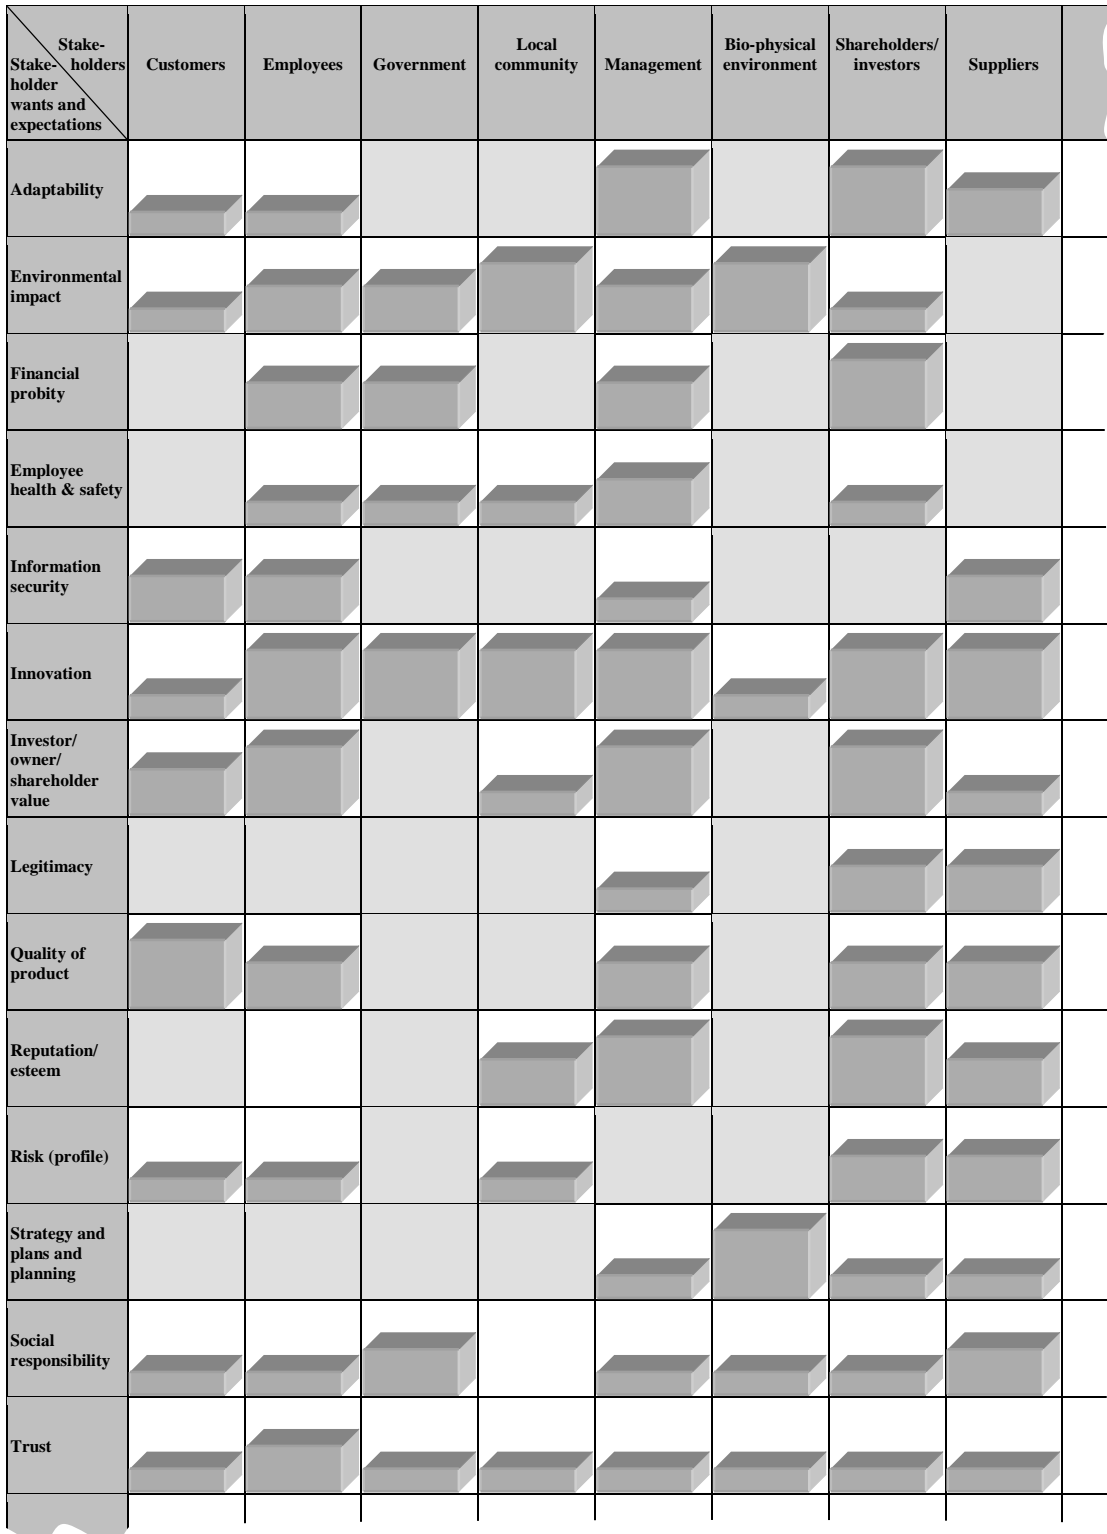 Stake-
holders
Stake-
holder
wants and
expectations
Customers
Employees
Government
Local
community
Management
Bio-physical
environment
Shareholders/
investors
Suppliers
Adaptability
Environmental
impact
Financial
probity
Employee
health & safety
Information
security
Innovation
Investor/
owner/
shareholder
value
Legitimacy
Quality of
product
Reputation/
esteem
Risk (profile)
Strategy and
plans and
planning
Social
responsibility
Trust